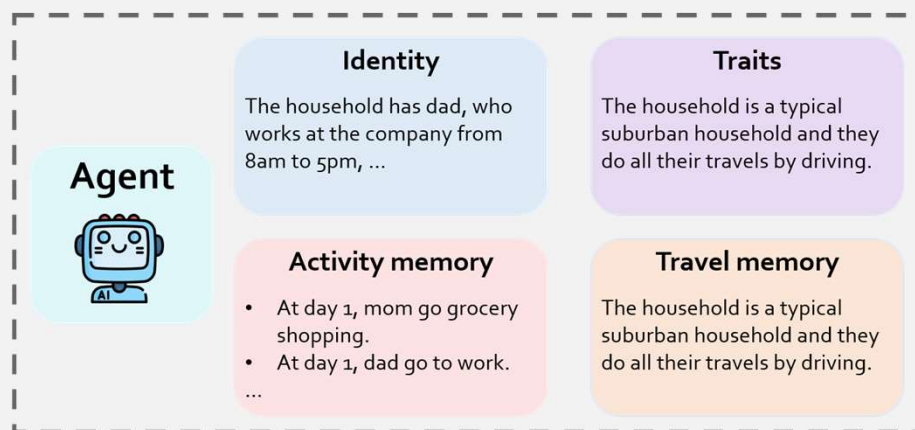 Agent
AI
Identity
The household has dad, who
works at the company from
8am to 5pm, ...
Traits
The household is a typical
suburban household and they
do all their travels by driving.
Activity memory
• At day 1, mom go grocery
shopping.
• At day 1, dad go to work.
...
Travel memory
The household is a typical
suburban household and they
do all their travels by driving.